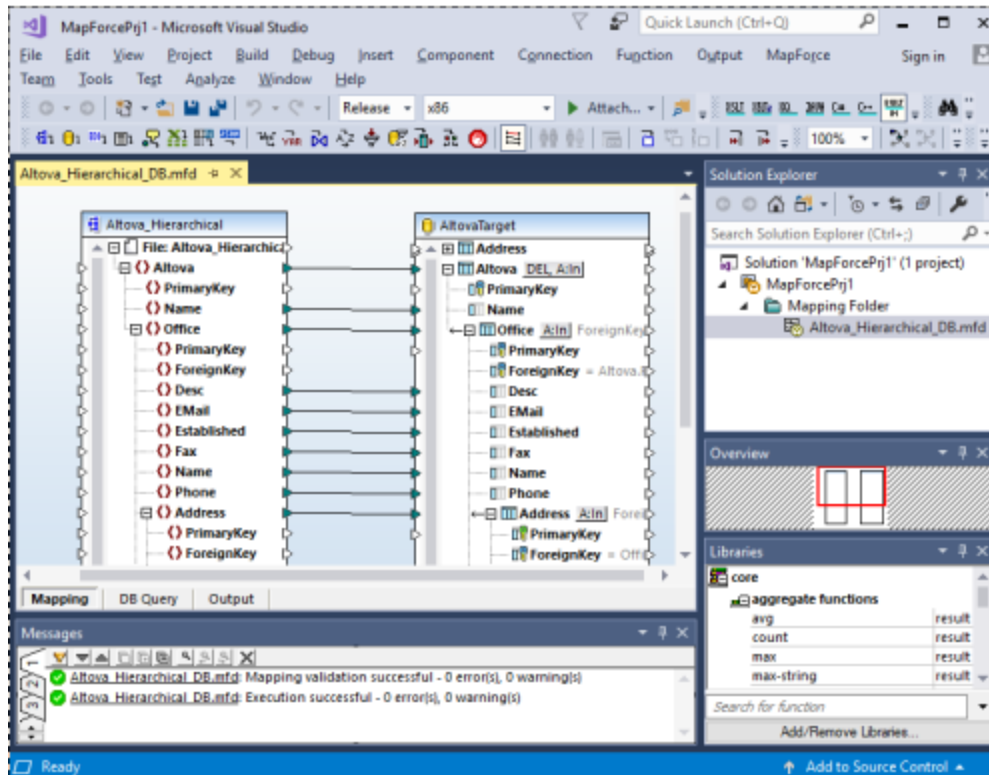 MapForcePrj1 - Microsoft Visual Studio
Quick Launch (Ctrl+Q)
File Edit View Project Build Debug Insert Component Connection Function Output MapForce Sign in
Team Tools Test Analyze Window Help
Release x86 Attach...
100%
Altova_Hierarchical_DB.mfd
Altova_Hierarchical
File: Altova_Hierarchic
Altova
PrimaryKey
Name
Office
PrimaryKey
ForeignKey
Desc
EMail
Established
Fax
Name
Phone
Address
PrimaryKey
ForeignKey
AltovaTarget
Address
Altova DEL, A:In
PrimaryKey
Name
Office A:In ForeignKey
PrimaryKey
ForeignKey = Altova.
Desc
EMail
Established
Fax
Name
Phone
Address A:In Forei
PrimaryKey
ForeignKey = Offi
Mapping DB Query Output
Solution Explorer
Search Solution Explorer (Ctrl+;)
Solution 'MapForcePrj1' (1 project)
MapForcePrj1
Mapping Folder
Altova_Hierarchical_DB.mfd
Overview
Libraries
core
aggregate functions
avg result
count result
max result
max-string result
Search for function
Add/Remove Libraries...
Messages
1
2
3
Altova_Hierarchical_DB.mfd: Mapping validation successful - 0 error(s), 0 warning(s)
Altova_Hierarchical_DB.mfd: Execution successful - 0 error(s), 0 warning(s)
Ready
Add to Source Control